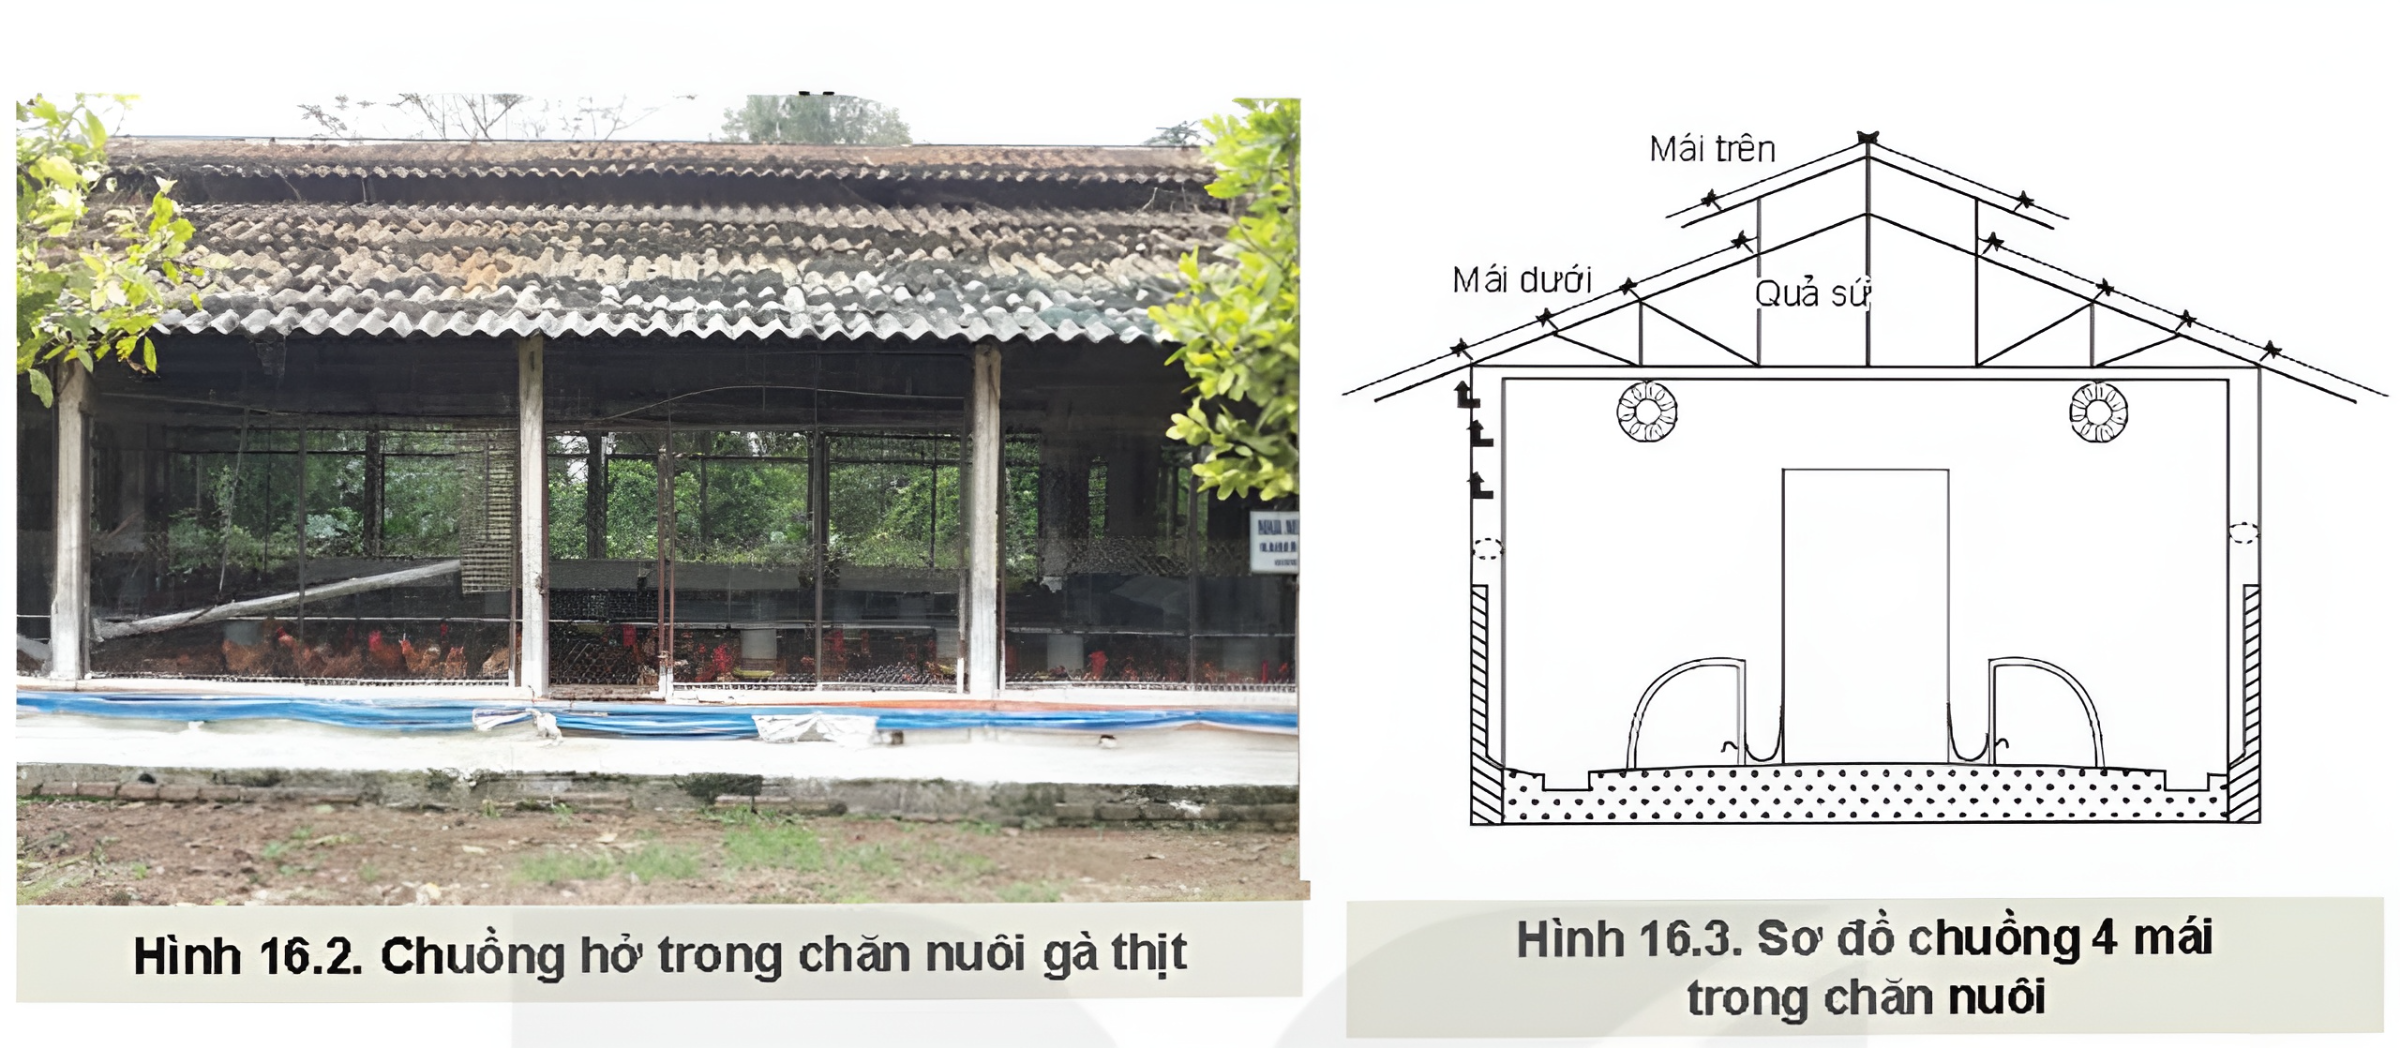 Mái trên
Mái dưới
Quả sứ
Hình 16.2. Chuồng hở trong chăn nuôi gà thịt
Hình 16.3. Sơ đồ chuồng 4 mái
trong chăn nuôi